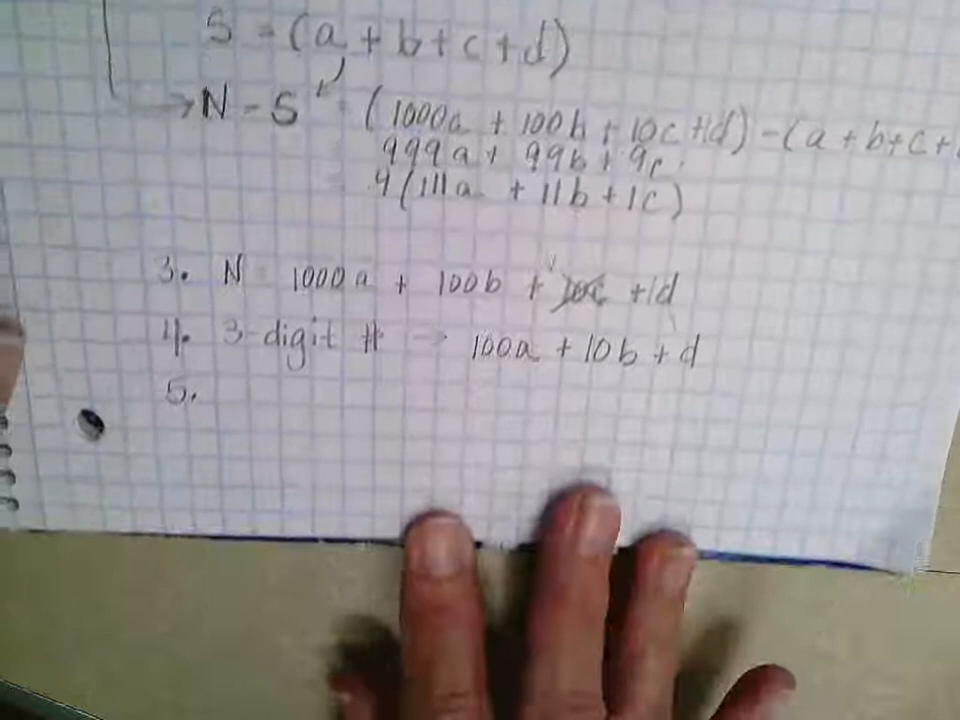 S = (a + b + c + d)
→ N - S = (1000a + 100b + 10c + d) - (a + b + c +
999a + 99b + 9c
9(111a + 11b + 1c)
3. N 1000a + 100b + 10c + 1d
4. 3-digit # → 100a + 10b + d
5.